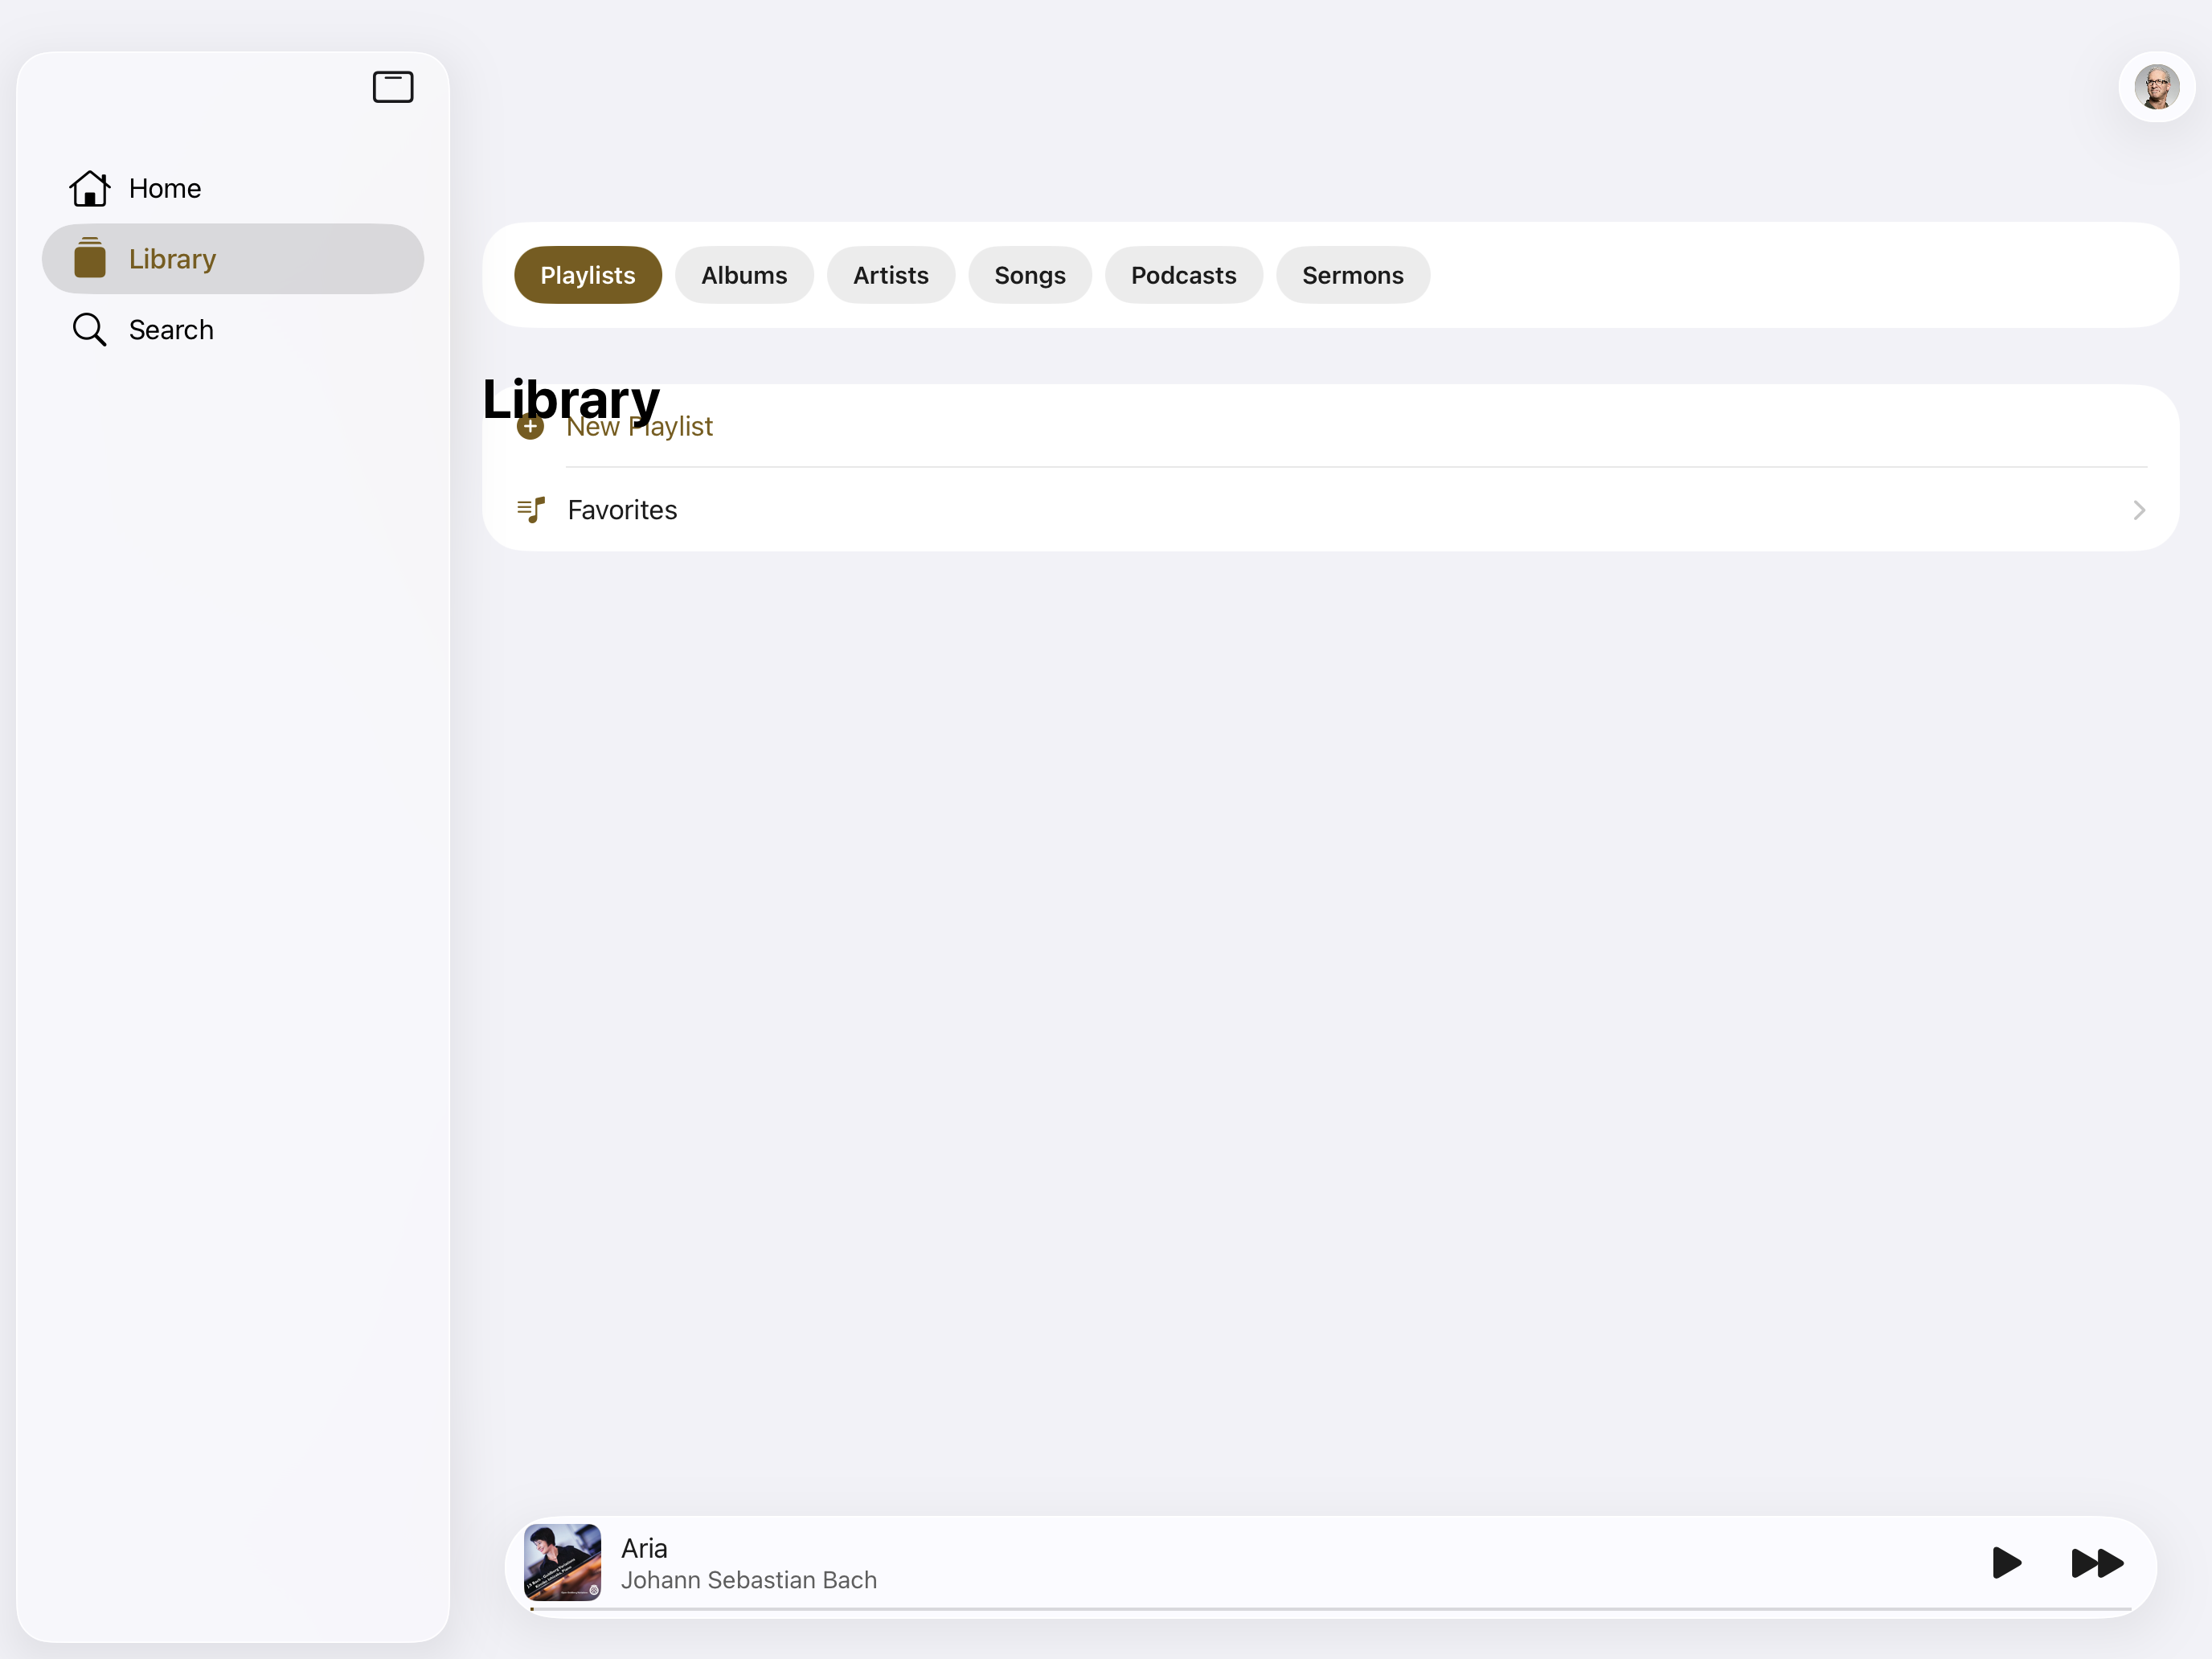 Home
Library
Search
Playlists
Albums
Artists
Songs
Podcasts
Sermons
Library
New Playlist
Favorites
Aria
Johann Sebastian Bach